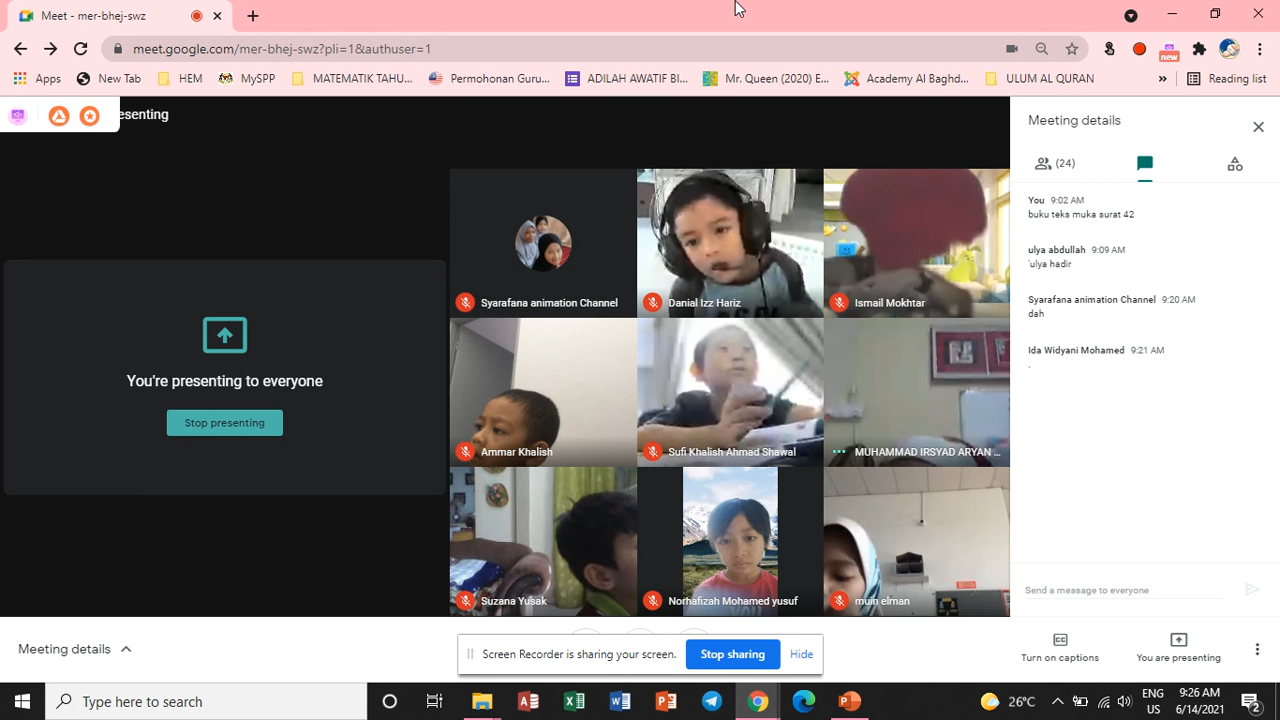 Meet - mer-bhej-swz
meet.google.com/mer-bhej-swz?pli=1&authuser=1
new
Apps
New Tab
HEM
MySPP
MATEMATIK TAHU...
Permohonan Guru...
ADILAH AWATIF BI...
Mr. Queen (2020) E...
Academy Al Baghd...
ULUM AL QURAN
»
Reading list
esenting
You're presenting to everyone
Stop presenting
Syarafana animation Channel
Danial Izz Hariz
Ismail Mokhtar
Ammar Khalish
Sufi Khalish Ahmad Shawal
MUHAMMAD IRSYAD ARYAN ...
Suzana Yusak
Norhafizah Mohamed yusuf
muin elman
Meeting details
(24)
You 9:02 AM
buku teks muka surat 42
ulya abdullah 9:09 AM
'ulya hadir
Syarafana animation Channel 9:20 AM
dah
Ida Widyani Mohamed 9:21 AM
.
Send a message to everyone
Meeting details
Screen Recorder is sharing your screen.
Stop sharing
Hide
Turn on captions
You are presenting
Type here to search
26°C
ENG
US
9:26 AM
6/14/2021
2